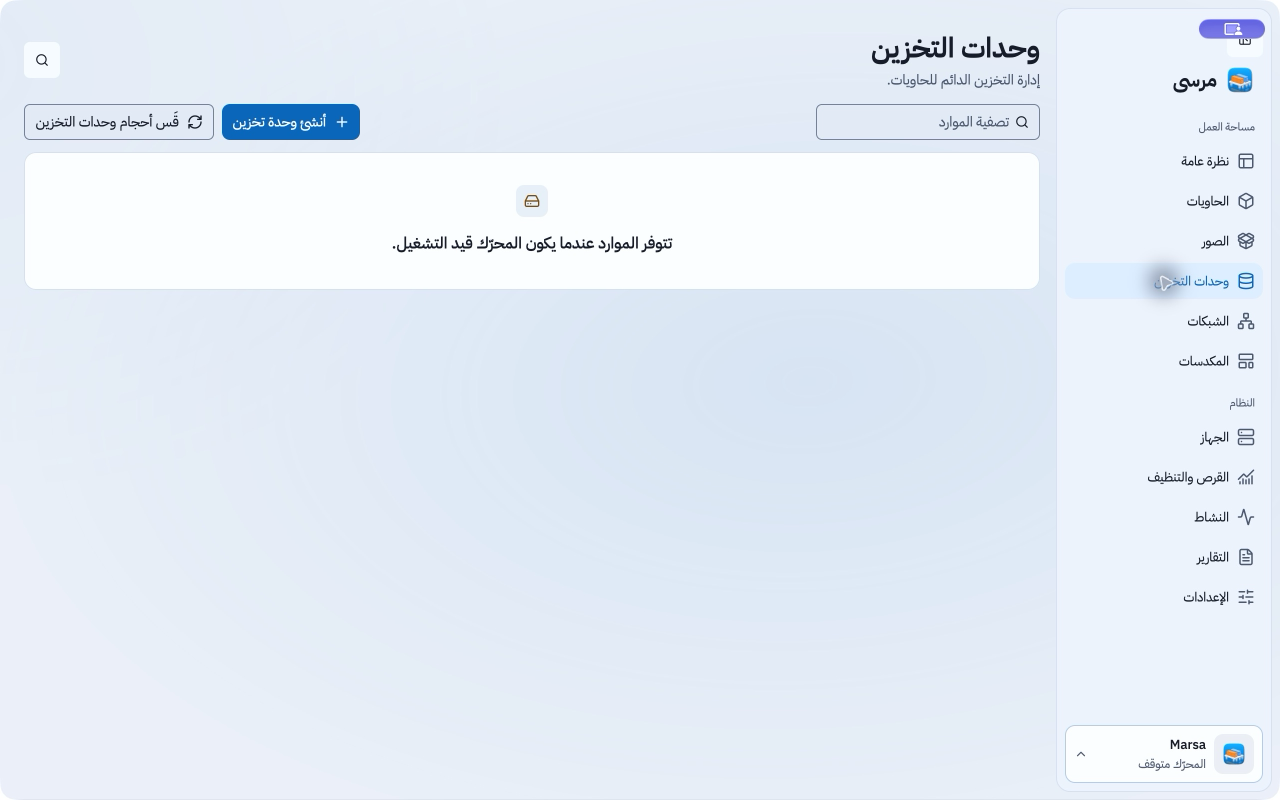 مرسى
مساحة العمل
نظرة عامة
الحاويات
الصور
وحدات التخزين
الشبكات
المكدسات
النظام
الجهاز
القرص والتنظيف
النشاط
التقارير
الإعدادات
Marsa
المحرّك متوقف
وحدات التخزين
إدارة التخزين الدائم للحاويات.
تصفية الموارد
أنشئ وحدة تخزين
قَس أحجام وحدات التخزين
تتوفر الموارد عندما يكون المحرّك قيد التشغيل.